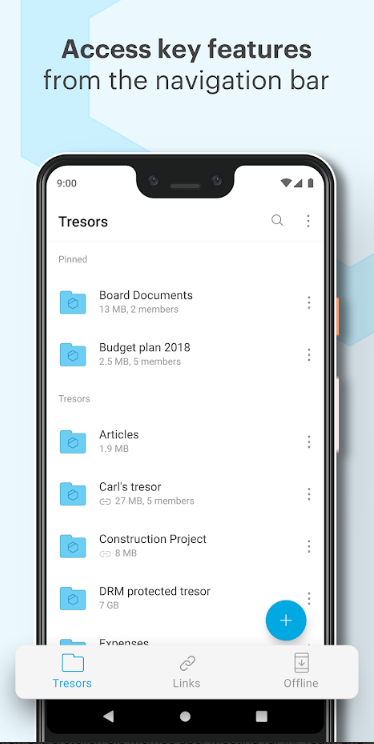 Access key features
from the navigation bar
9:00
Tresors
Pinned
Board Documents
13 MB, 2 members
Budget plan 2018
2.5 MB, 5 members
Tresors
Articles
1.9 MB
Carl's tresor
27 MB, 5 members
Construction Project
8 MB
DRM protected tresor
7 GB
Expenses
Tresors Links Offline